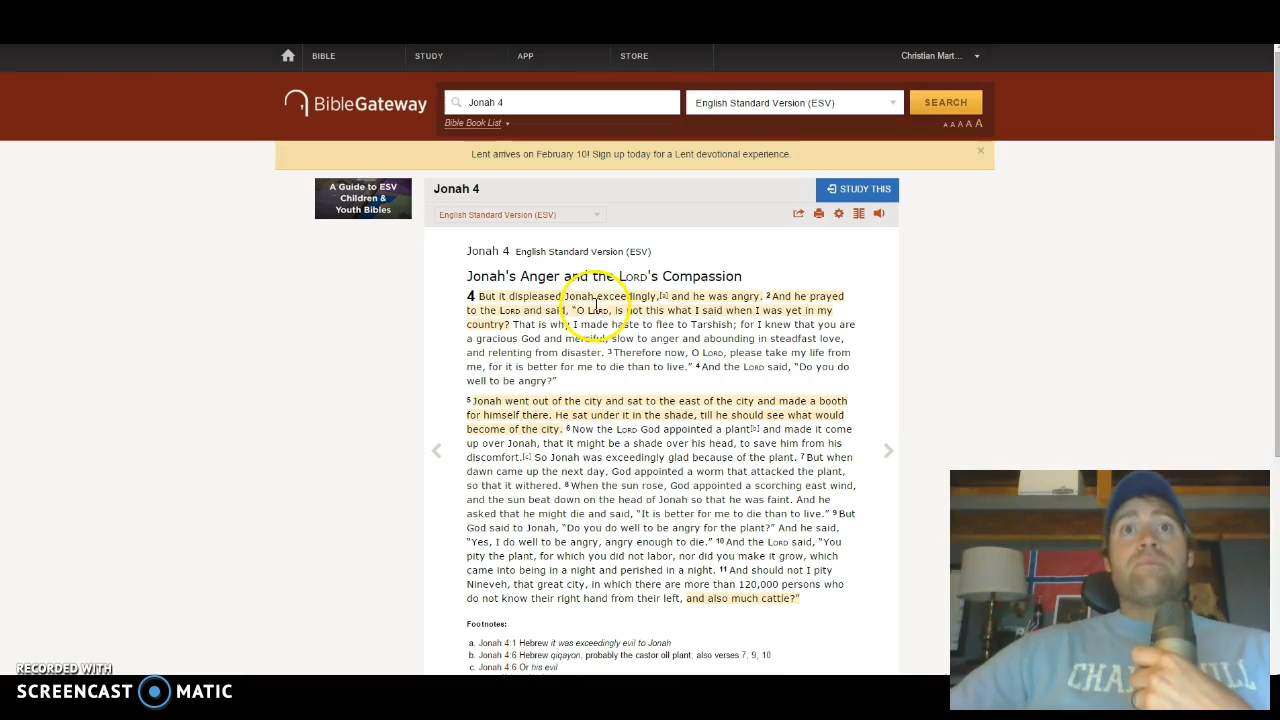 BIBLE STUDY APP STORE Christian Mart...
BibleGateway Jonah 4 English Standard Version (ESV) SEARCH
Bible Book List A A A A A
Lent arrives on February 10! Sign up today for a Lent devotional experience. ×
A Guide to ESV
Children &
Youth Bibles
Jonah 4 STUDY THIS
English Standard Version (ESV)
Jonah 4 English Standard Version (ESV)
Jonah's Anger and the LORD's Compassion
4 But it displeased Jonah exceedingly,[a] and he was angry. 2 And he prayed
to the LORD and said, “O LORD, is not this what I said when I was yet in my
country? That is why I made haste to flee to Tarshish; for I knew that you are
a gracious God and merciful, slow to anger and abounding in steadfast love,
and relenting from disaster. 3 Therefore now, O LORD, please take my life from
me, for it is better for me to die than to live.” 4 And the LORD said, “Do you do
well to be angry?”
5 Jonah went out of the city and sat to the east of the city and made a booth
for himself there. He sat under it in the shade, till he should see what would
become of the city. 6 Now the LORD God appointed a plant[b] and made it come
up over Jonah, that it might be a shade over his head, to save him from his
discomfort.[c] So Jonah was exceedingly glad because of the plant. 7 But when
dawn came up the next day, God appointed a worm that attacked the plant,
so that it withered. 8 When the sun rose, God appointed a scorching east wind,
and the sun beat down on the head of Jonah so that he was faint. And he
asked that he might die and said, “It is better for me to die than to live.” 9 But
God said to Jonah, “Do you do well to be angry for the plant?” And he said,
“Yes, I do well to be angry, angry enough to die.” 10 And the LORD said, “You
pity the plant, for which you did not labor, nor did you make it grow, which
came into being in a night and perished in a night. 11 And should not I pity
Nineveh, that great city, in which there are more than 120,000 persons who
do not know their right hand from their left, and also much cattle?”
Footnotes:
a. Jonah 4:1 Hebrew it was exceedingly evil to Jonah
b. Jonah 4:6 Hebrew qiqayon, probably the castor oil plant; also verses 7, 9, 10
c. Jonah 4:6 Or his evil
RECORDED WITH
SCREENCAST MATIC